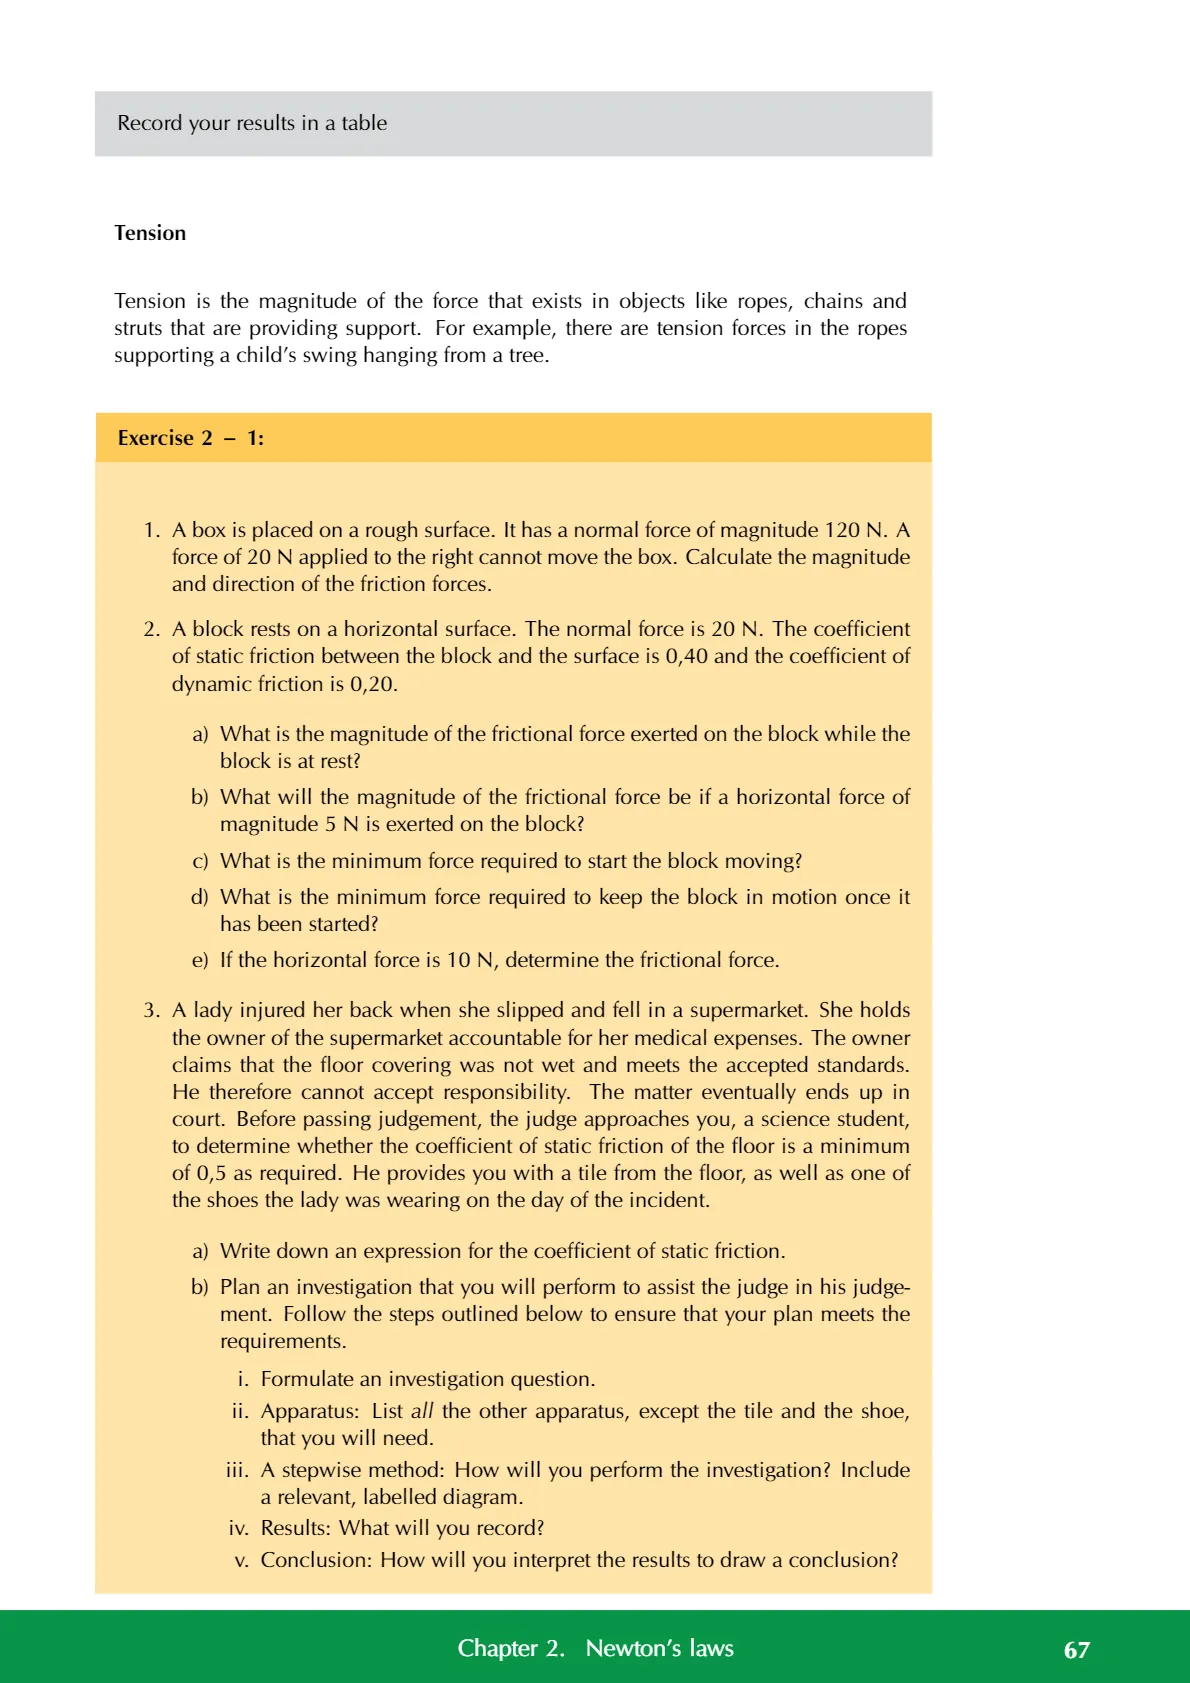 Record your results in a table
Tension
Tension is the magnitude of the force that exists in objects like ropes, chains and
struts that are providing support. For example, there are tension forces in the ropes
supporting a child’s swing hanging from a tree.
Exercise 2 – 1:
1. A box is placed on a rough surface. It has a normal force of magnitude 120 N. A
force of 20 N applied to the right cannot move the box. Calculate the magnitude
and direction of the friction forces.
2. A block rests on a horizontal surface. The normal force is 20 N. The coefficient
of static friction between the block and the surface is 0,40 and the coefficient of
dynamic friction is 0,20.
a) What is the magnitude of the frictional force exerted on the block while the
block is at rest?
b) What will the magnitude of the frictional force be if a horizontal force of
magnitude 5 N is exerted on the block?
c) What is the minimum force required to start the block moving?
d) What is the minimum force required to keep the block in motion once it
has been started?
e) If the horizontal force is 10 N, determine the frictional force.
3. A lady injured her back when she slipped and fell in a supermarket. She holds
the owner of the supermarket accountable for her medical expenses. The owner
claims that the floor covering was not wet and meets the accepted standards.
He therefore cannot accept responsibility. The matter eventually ends up in
court. Before passing judgement, the judge approaches you, a science student,
to determine whether the coefficient of static friction of the floor is a minimum
of 0,5 as required. He provides you with a tile from the floor, as well as one of
the shoes the lady was wearing on the day of the incident.
a) Write down an expression for the coefficient of static friction.
b) Plan an investigation that you will perform to assist the judge in his judge-
ment. Follow the steps outlined below to ensure that your plan meets the
requirements.
i. Formulate an investigation question.
ii. Apparatus: List all the other apparatus, except the tile and the shoe,
that you will need.
iii. A stepwise method: How will you perform the investigation? Include
a relevant, labelled diagram.
iv. Results: What will you record?
v. Conclusion: How will you interpret the results to draw a conclusion?
Chapter 2. Newton’s laws 67